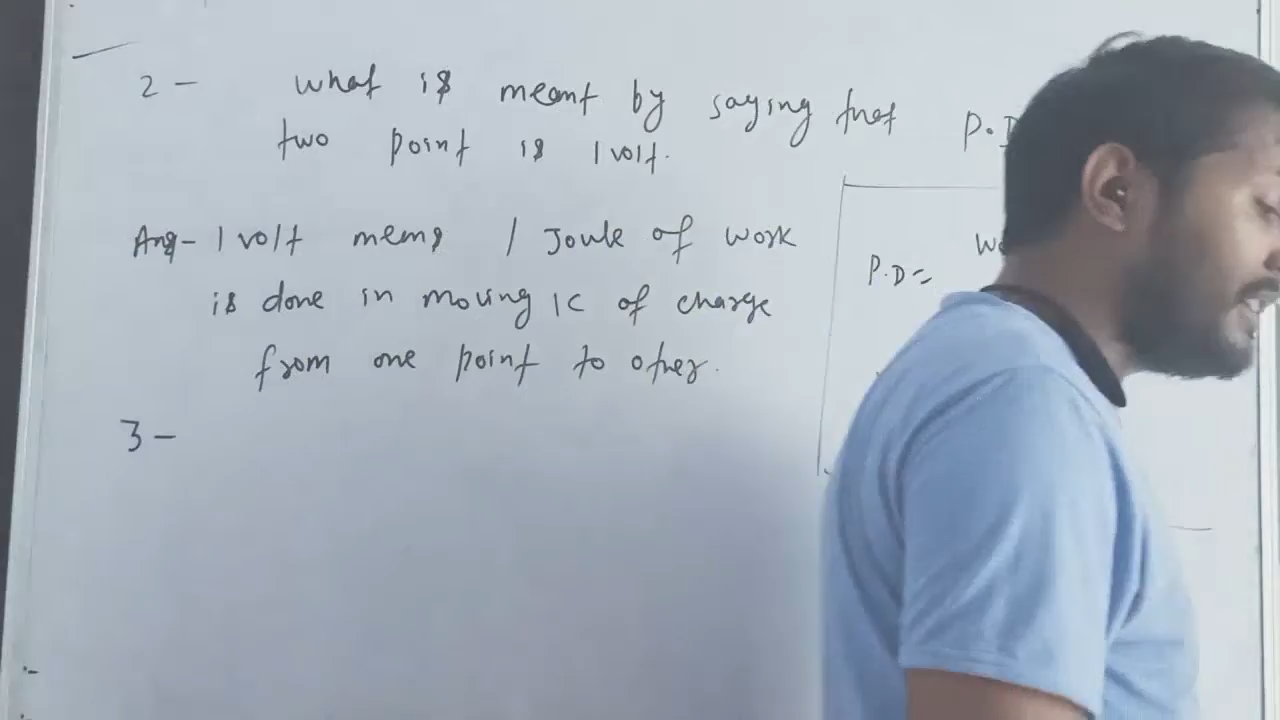 2 - what is meant by saying that P.D
two point is 1 volt.
Ans - 1 volt means 1 Joule of work
is done in moving 1C of charge
from one point to other.
P.D =
3 -